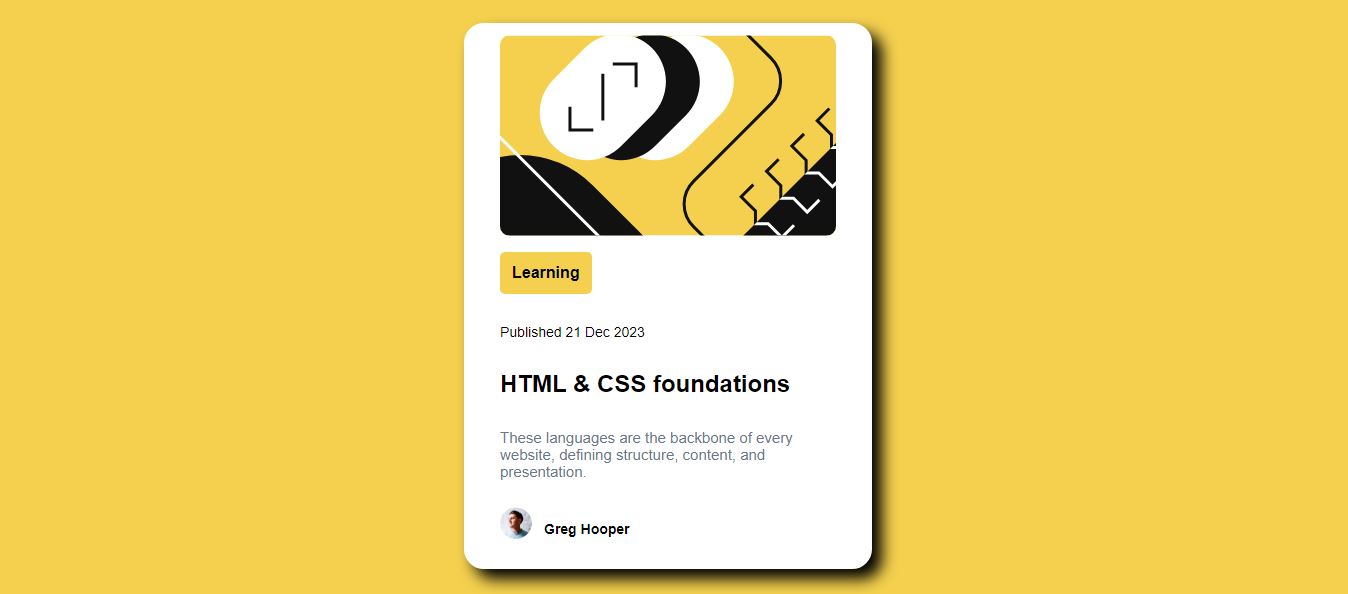 Learning
Published 21 Dec 2023
HTML & CSS foundations
These languages are the backbone of every
website, defining structure, content, and
presentation.
Greg Hooper